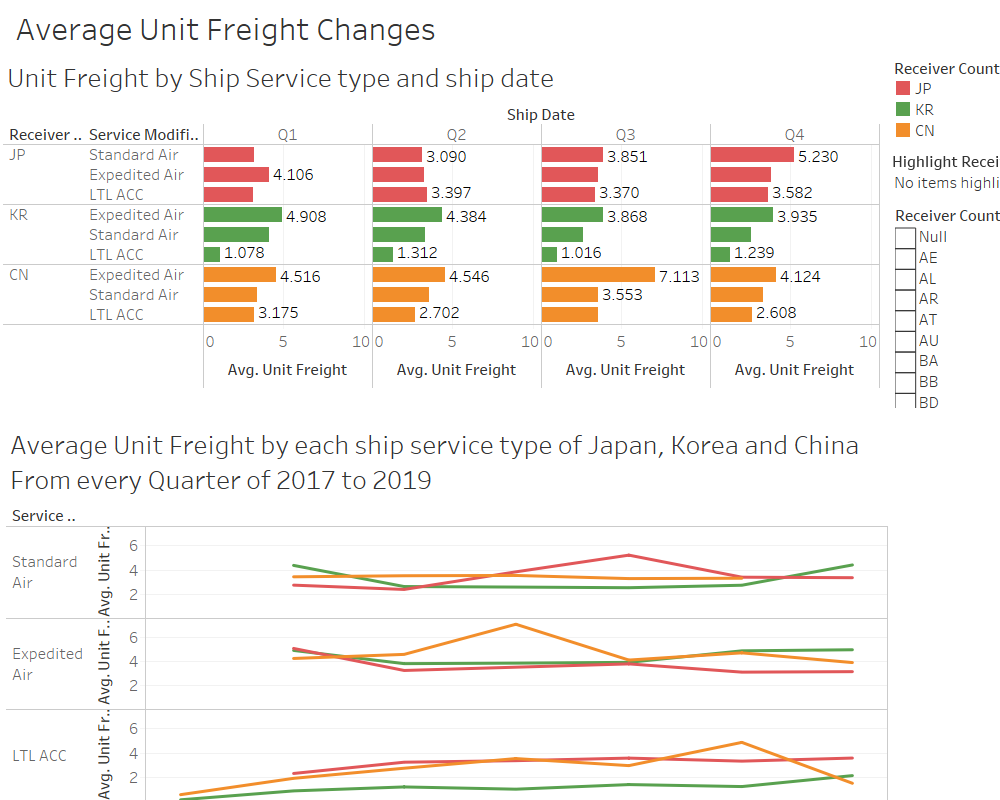 Average Unit Freight Changes
Unit Freight by Ship Service type and ship date
Ship Date
Receiver .. Service Modifi.. Q1 Q2 Q3 Q4
JP Standard Air 3.090 3.851 5.230
Expedited Air 4.106
LTL ACC 3.397 3.370 3.582
KR Expedited Air 4.908 4.384 3.868 3.935
Standard Air
LTL ACC 1.078 1.312 1.016 1.239
CN Expedited Air 4.516 4.546 7.113 4.124
Standard Air 3.553
LTL ACC 3.175 2.702 2.608
0 5 10 0 5 10 0 5 10 0 5 10
Avg. Unit Freight Avg. Unit Freight Avg. Unit Freight Avg. Unit Freight
Receiver Count
JP
KR
CN
Highlight Recei
No items highli
Receiver Count
Null
AE
AL
AR
AT
AU
BA
BB
BD
Average Unit Freight by each ship service type of Japan, Korea and China
From every Quarter of 2017 to 2019
Service ..
Standard
Air
Avg. Unit Fr..
6
4
2
Expedited
Air
Avg. Unit F..
6
4
2
LTL ACC
Avg. Unit Fr..
6
4
2